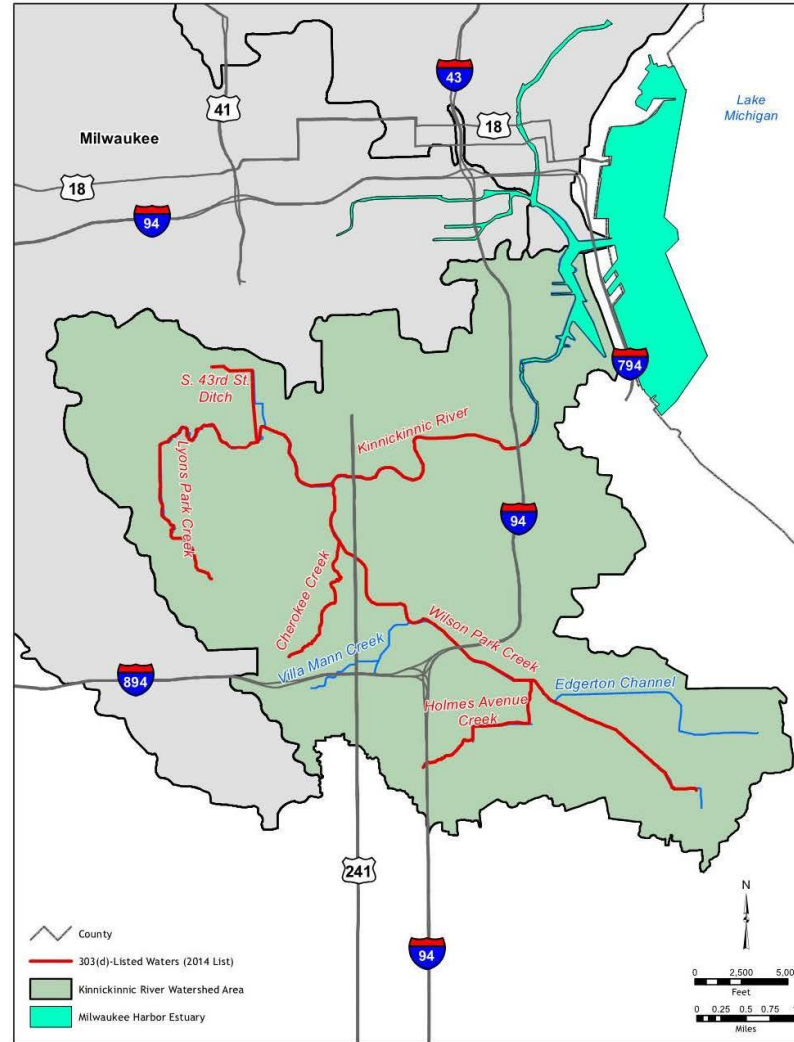 43
41
Lake
Michigan
18
Milwaukee
18
94
794
S. 43rd St.
Ditch
Kinnickinnic River
Lyons Park Creek
94
Cherokee Creek
Wilson Park Creek
Villa Mann Creek
894
Edgerton Channel
Holmes Avenue
Creek
241
N
County
94
303(d)-Listed Waters (2014 List)
0 2,500 5,00
Feet
Kinnickinnic River Watershed Area
Milwaukee Harbor Estuary
0 0.25 0.5 0.75
Miles